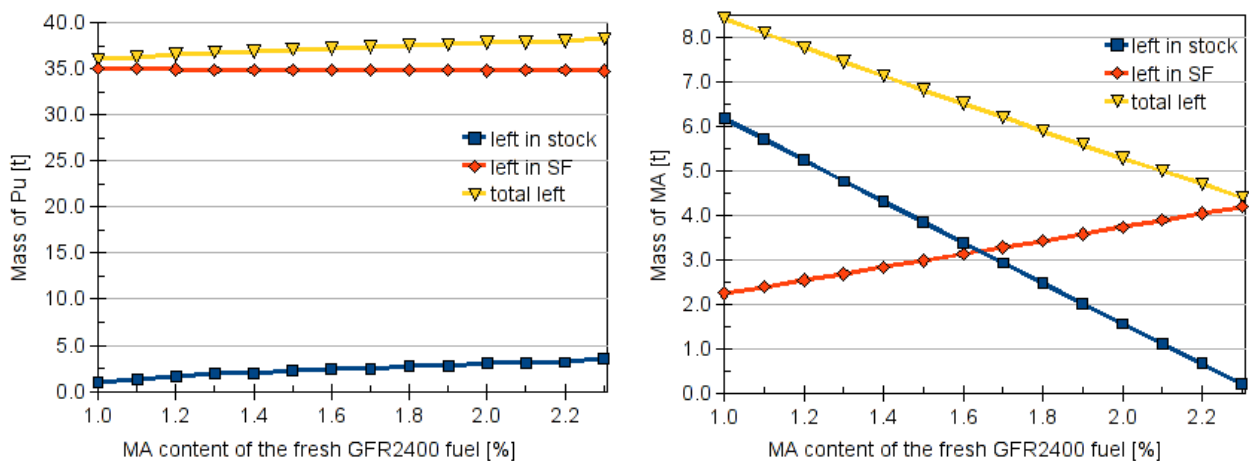 40.0
35.0
30.0
25.0
20.0
15.0
10.0
5.0
0.0
Mass of Pu [t]
left in stock
left in SF
total left
1.0 1.2 1.4 1.6 1.8 2.0 2.2
MA content of the fresh GFR2400 fuel [%]
8.0
7.0
6.0
5.0
4.0
3.0
2.0
1.0
0.0
Mass of MA [t]
left in stock
left in SF
total left
1.0 1.2 1.4 1.6 1.8 2.0 2.2
MA content of the fresh GFR2400 fuel [%]